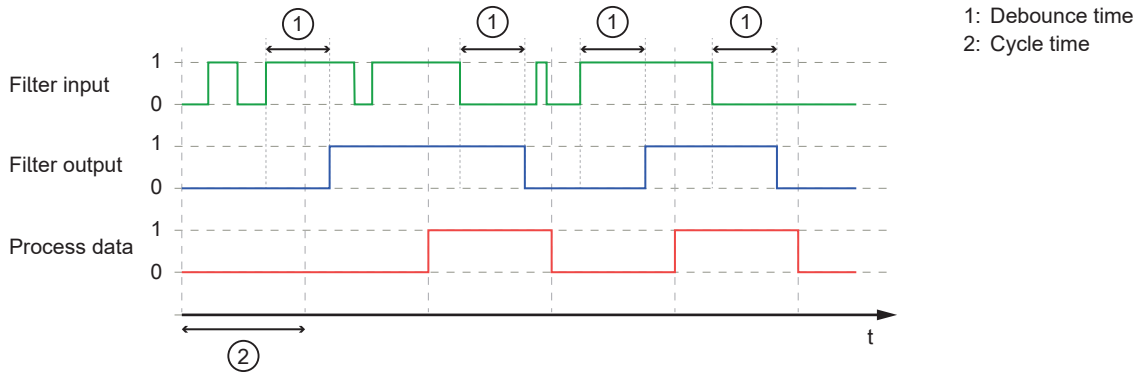 1 1 1 1
1: Debounce time
2: Cycle time
Filter input 1
0
Filter output 1
0
Process data 1
0
t
2